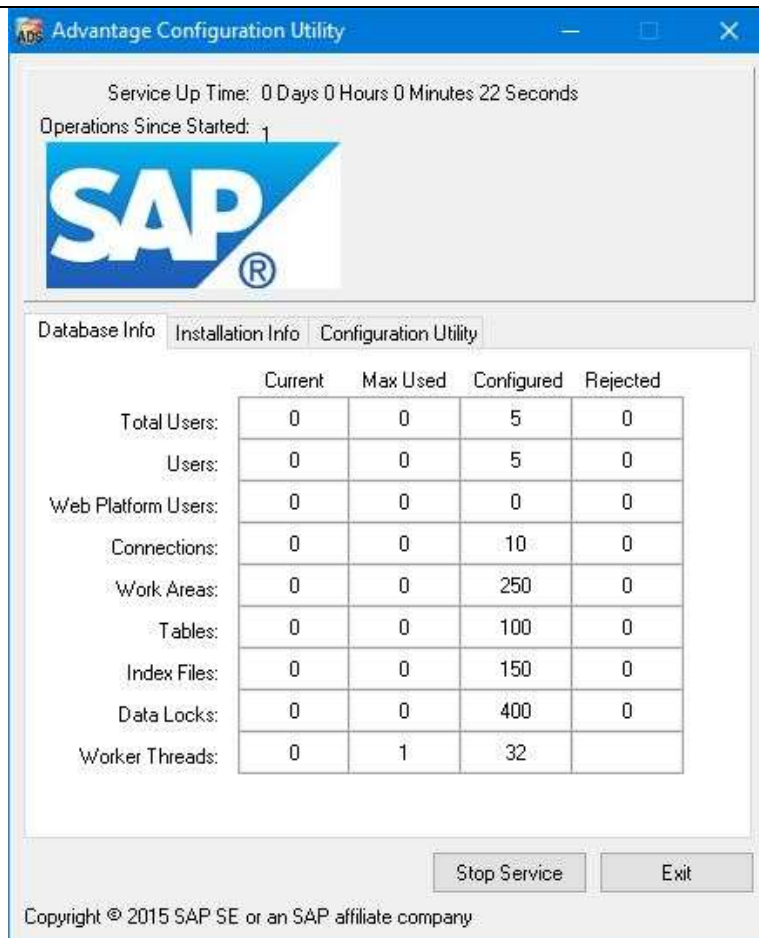 ADS Advantage Configuration Utility
Service Up Time: 0 Days 0 Hours 0 Minutes 22 Seconds
Operations Since Started: 1
SAP ®
Database Info Installation Info Configuration Utility
Current Max Used Configured Rejected
Total Users: 0 0 5 0
Users: 0 0 5 0
Web Platform Users: 0 0 0 0
Connections: 0 0 10 0
Work Areas: 0 0 250 0
Tables: 0 0 100 0
Index Files: 0 0 150 0
Data Locks: 0 0 400 0
Worker Threads: 0 1 32
Stop Service Exit
Copyright © 2015 SAP SE or an SAP affiliate company